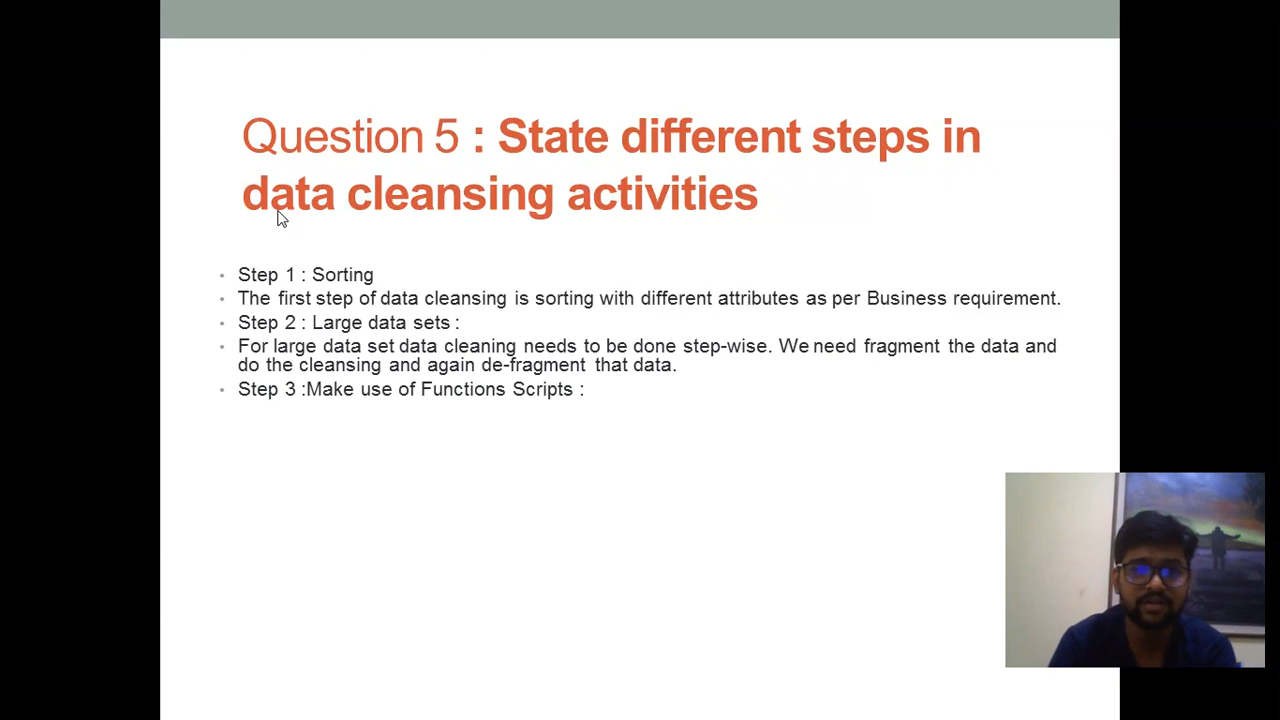 Question 5 : State different steps in
data cleansing activities
Step 1 : Sorting
The first step of data cleansing is sorting with different attributes as per Business requirement.
Step 2 : Large data sets :
For large data set data cleaning needs to be done step-wise. We need fragment the data and
do the cleansing and again de-fragment that data.
Step 3 :Make use of Functions Scripts :